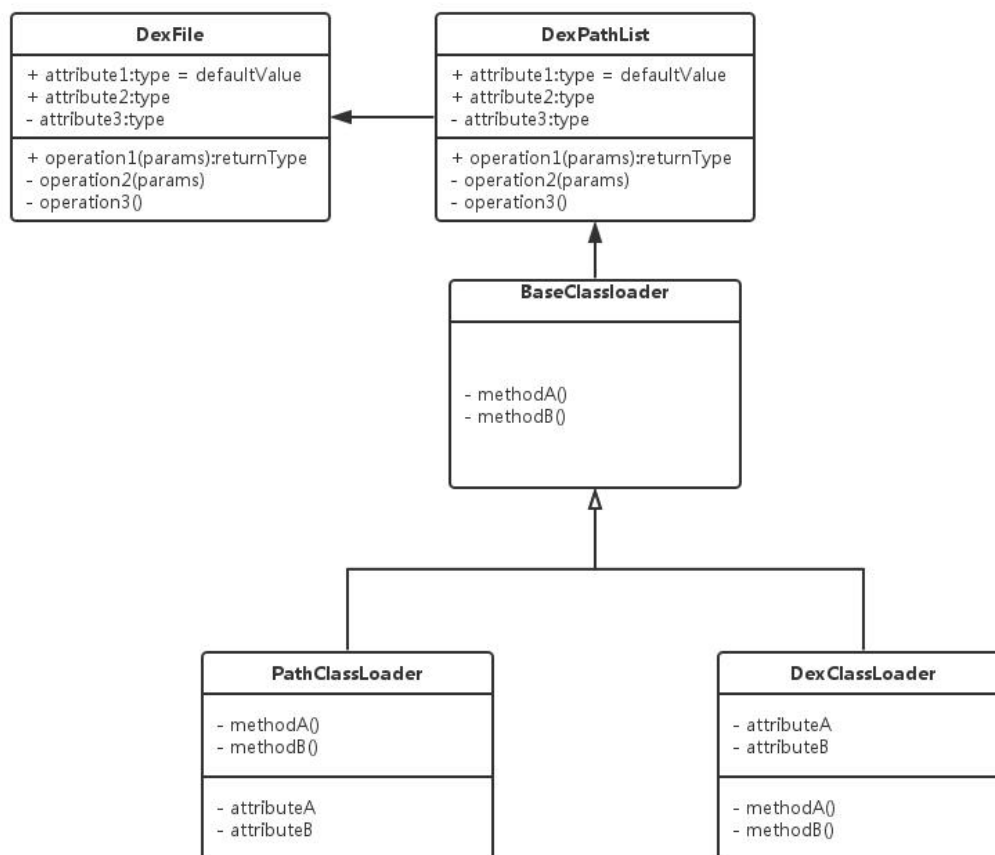 DexFile
+ attribute1:type = defaultValue
+ attribute2:type
- attribute3:type
+ operation1(params):returnType
- operation2(params)
- operation3()
DexPathList
+ attribute1:type = defaultValue
+ attribute2:type
- attribute3:type
+ operation1(params):returnType
- operation2(params)
- operation3()
BaseClassloader
- methodA()
- methodB()
PathClassLoader
- methodA()
- methodB()
- attributeA
- attributeB
DexClassLoader
- attributeA
- attributeB
- methodA()
- methodB()